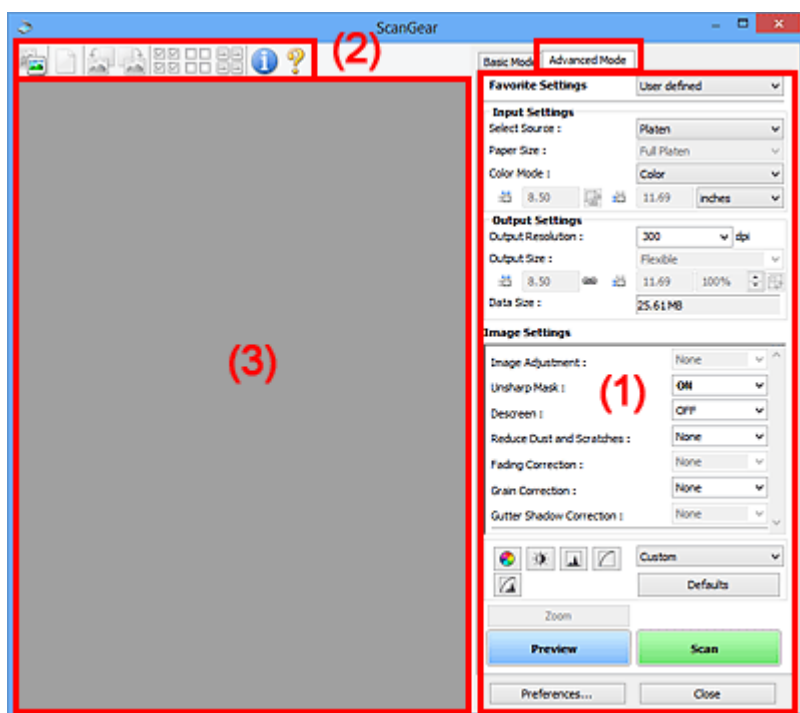 ScanGear
(2)
Basic Mode Advanced Mode
Favorite Settings User defined
Input Settings
Select Source : Platen
Paper Size : Full Platen
Color Mode : Color
8.50 11.69 inches
Output Settings
Output Resolution : 300 dpi
Output Size : Flexible
8.50 11.69 100%
Data Size : 25.61MB
Image Settings
(3)
(1)
Image Adjustment : None
Unsharp Mask : ON
Descreen : OFF
Reduce Dust and Scratches : None
Fading Correction : None
Grain Correction : None
Gutter Shadow Correction : None
Custom
Defaults
Zoom
Preview Scan
Preferences... Close